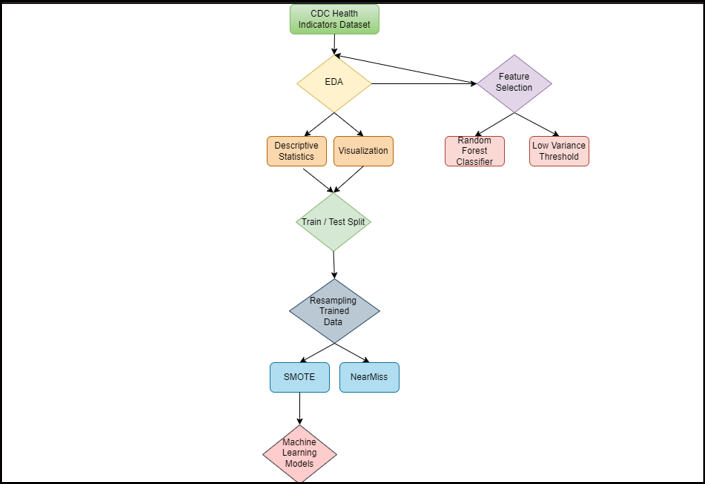 CDC Health
Indicators Dataset
EDA
Feature
Selection
Descriptive
Statistics
Visualization
Random
Forest
Classifier
Low Variance
Threshold
Train / Test Split
Resampling
Trained
Data
SMOTE
NearMiss
Machine
Learning
Models